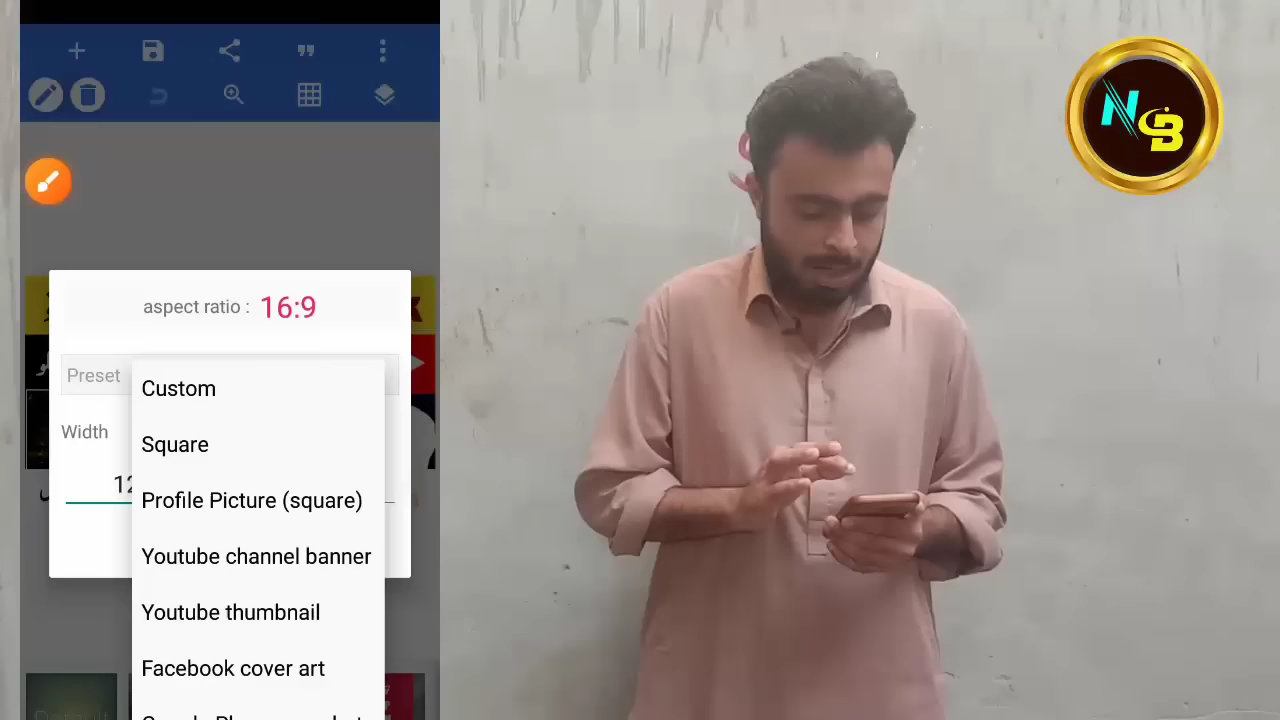 aspect ratio : 16:9
Preset
Width
12
Custom
Square
Profile Picture (square)
Youtube channel banner
Youtube thumbnail
Facebook cover art
NB